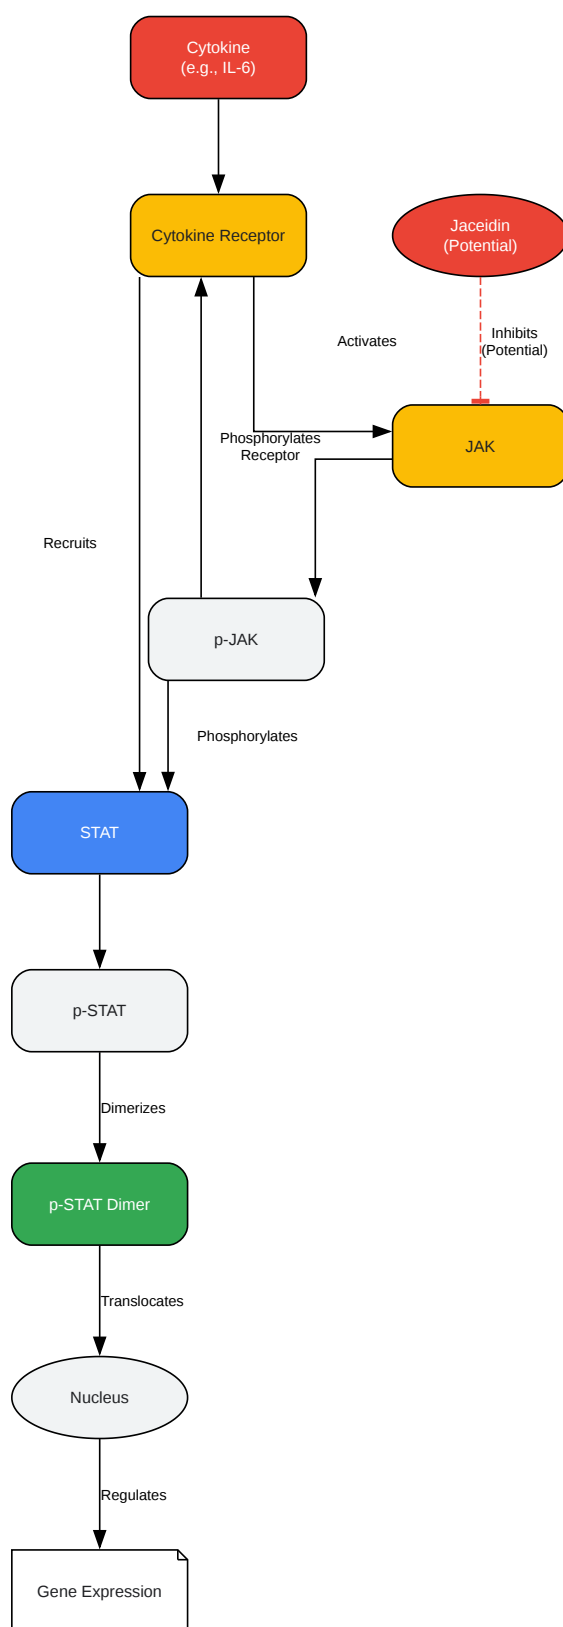 Cytokine
(e.g., IL-6)
Cytokine Receptor
Jaceidin
(Potential)
Activates
Inhibits
(Potential)
Phosphorylates
Receptor
JAK
Recruits
p-JAK
Phosphorylates
STAT
p-STAT
Dimerizes
p-STAT Dimer
Translocates
Nucleus
Regulates
Gene Expression